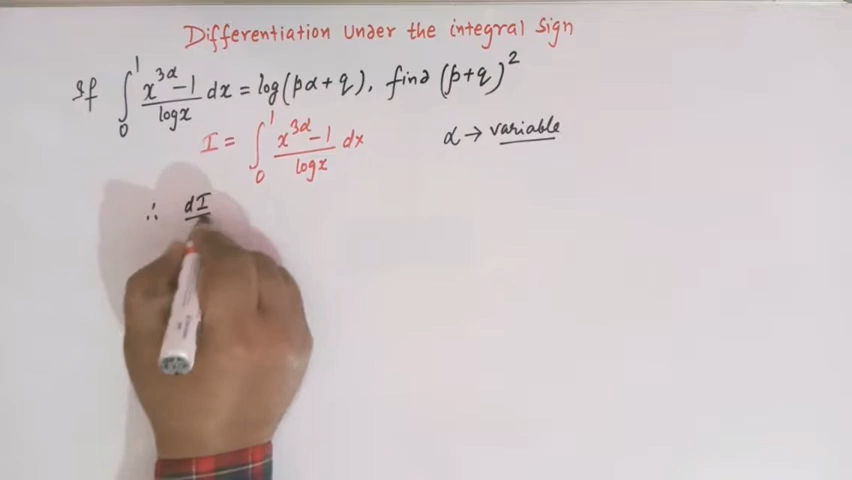 Differentiation under the integral sign
If ∫₀¹ (x^{3α} − 1)/(log x) dx = log(pα + q), find (p+q)²
I = ∫₀¹ (x^{3α} − 1)/(log x) dx α → variable
∴ dI